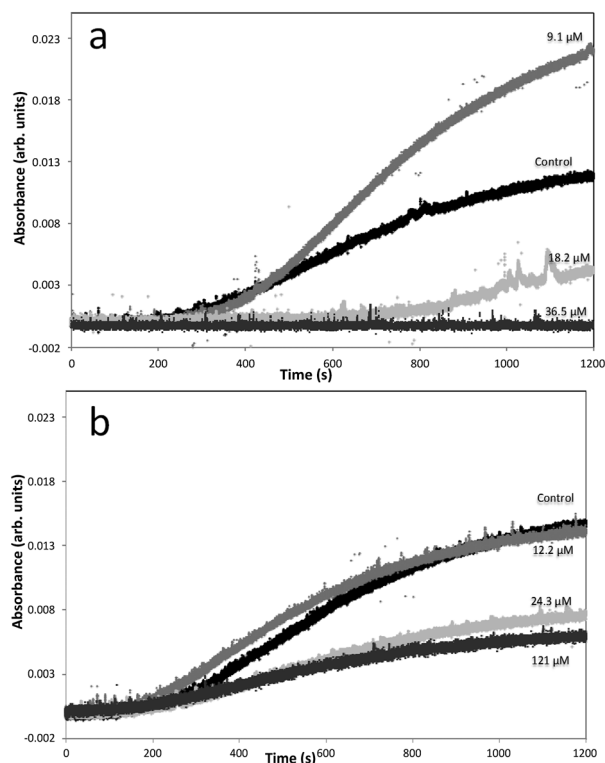 a
0.023
0.018
0.013
0.008
0.003
-0.002
Absorbance (arb. units)
9.1 µM
Control
18.2 µM
36.5 µM
0 200 400 600 800 1000 1200
Time (s)
b
0.023
0.018
0.013
0.008
0.003
-0.002
Absorbance (arb. units)
Control
12.2 µM
24.3 µM
121 µM
0 200 400 600 800 1000 1200
Time (s)